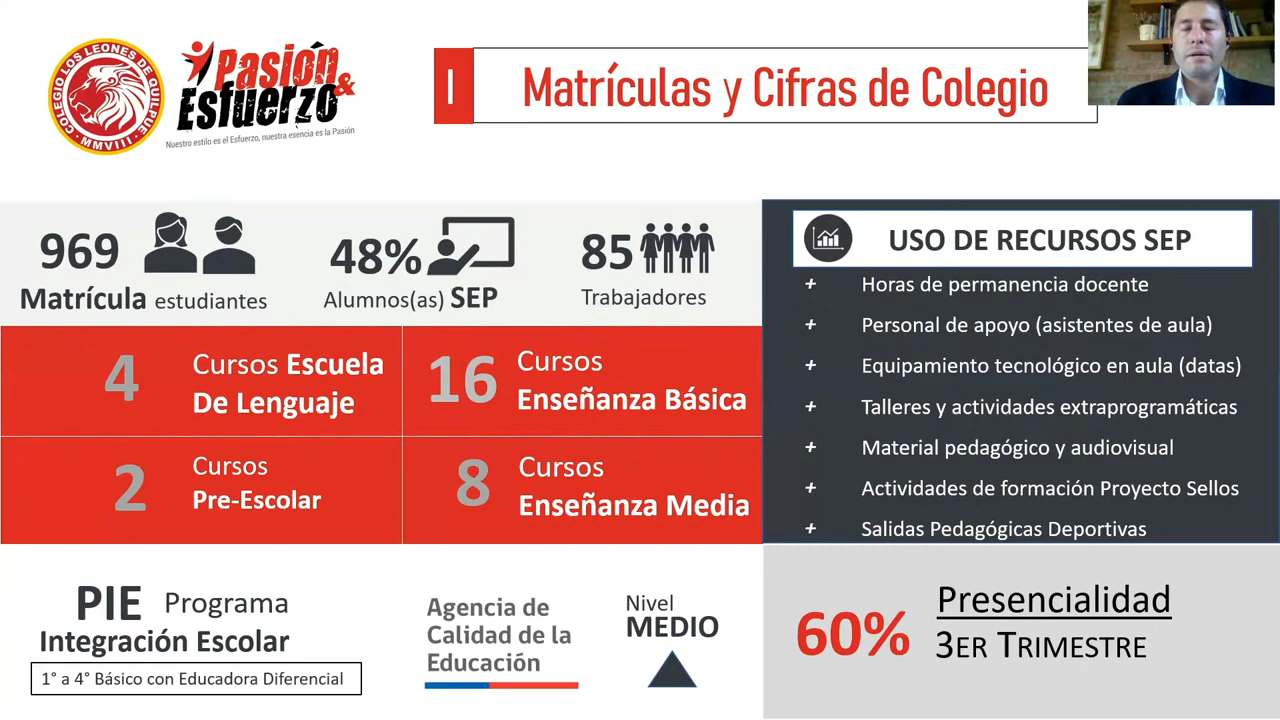 COLEGIO LOS LEONES DE QUILPUE
MMVIII
Pasión &
Esfuerzo
Nuestro estilo es el Esfuerzo, nuestra esencia es la Pasión
I
Matrículas y Cifras de Colegio
969
Matrícula estudiantes
48%
Alumnos(as) SEP
85
Trabajadores
4
Cursos Escuela
De Lenguaje
16
Cursos
Enseñanza Básica
2
Cursos
Pre-Escolar
8
Cursos
Enseñanza Media
USO DE RECURSOS SEP
+ Horas de permanencia docente
+ Personal de apoyo (asistentes de aula)
+ Equipamiento tecnológico en aula (datas)
+ Talleres y actividades extraprogramáticas
+ Material pedagógico y audiovisual
+ Actividades de formación Proyecto Sellos
+ Salidas Pedagógicas Deportivas
PIE Programa
Integración Escolar
1° a 4° Básico con Educadora Diferencial
Agencia de
Calidad de la
Educación
Nivel
MEDIO
60%
Presencialidad
3ER TRIMESTRE